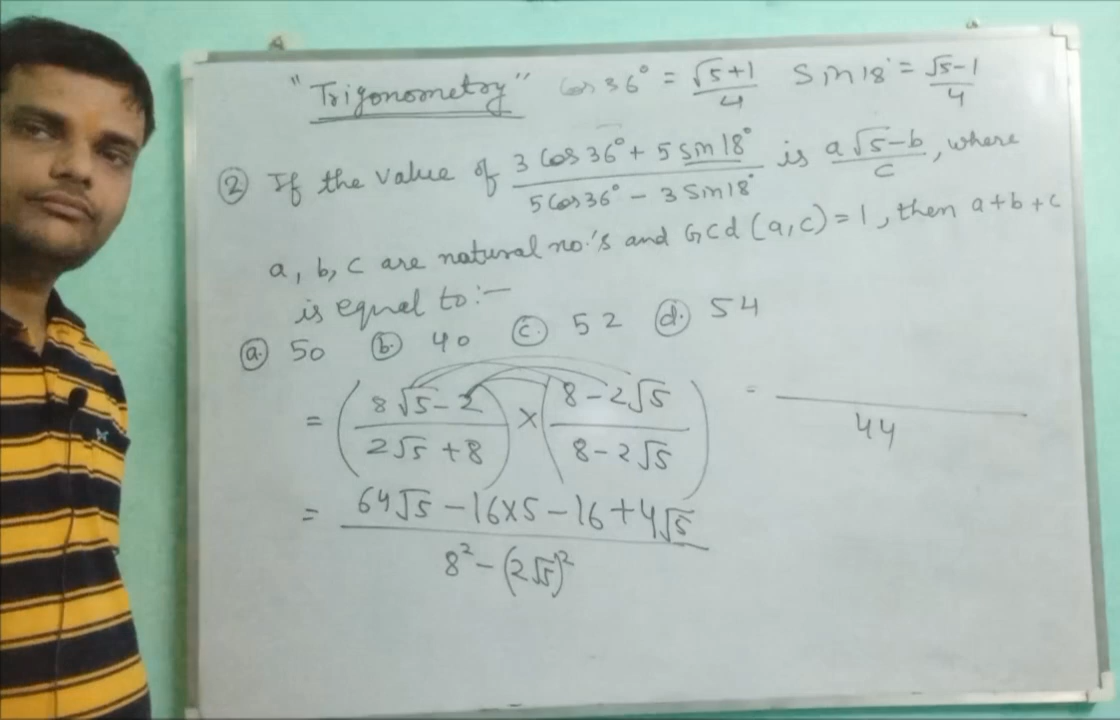 "Trigonometry" Cos 36° = √5+1/4 Sin 18° = √5-1/4
② If the value of 3 Cos 36° + 5 Sin 18°/5 Cos 36° - 3 Sin 18° is a√5-b/c, where
a, b, c are natural no.'s and GCd (a,c) = 1, then a+b+c
is equal to:-
ⓐ. 50 ⓑ. 40 ⓒ. 52 ⓓ. 54
= (8√5-2/2√5+8) × (8-2√5/8-2√5) = /44
= 64√5 - 16×5 - 16 + 4√5/8² - (2√5)²